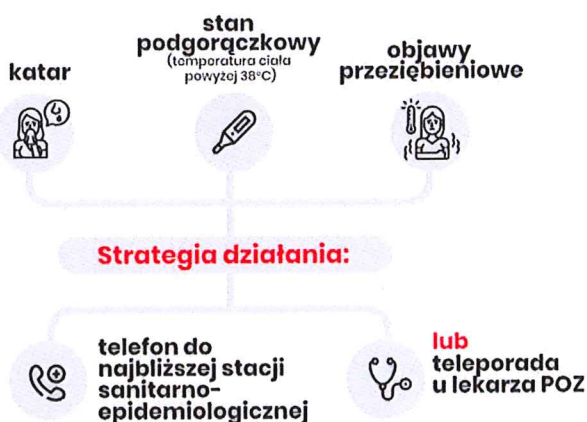 katar
stan
podgorączkowy
(temperatura ciała
powyżej 38°C)
objawy
przeziębieniowe
Strategia działania:
telefon do
najbliższej stacji
sanitarno-
epidemiologicznej
lub
teleporada
u lekarza POZ